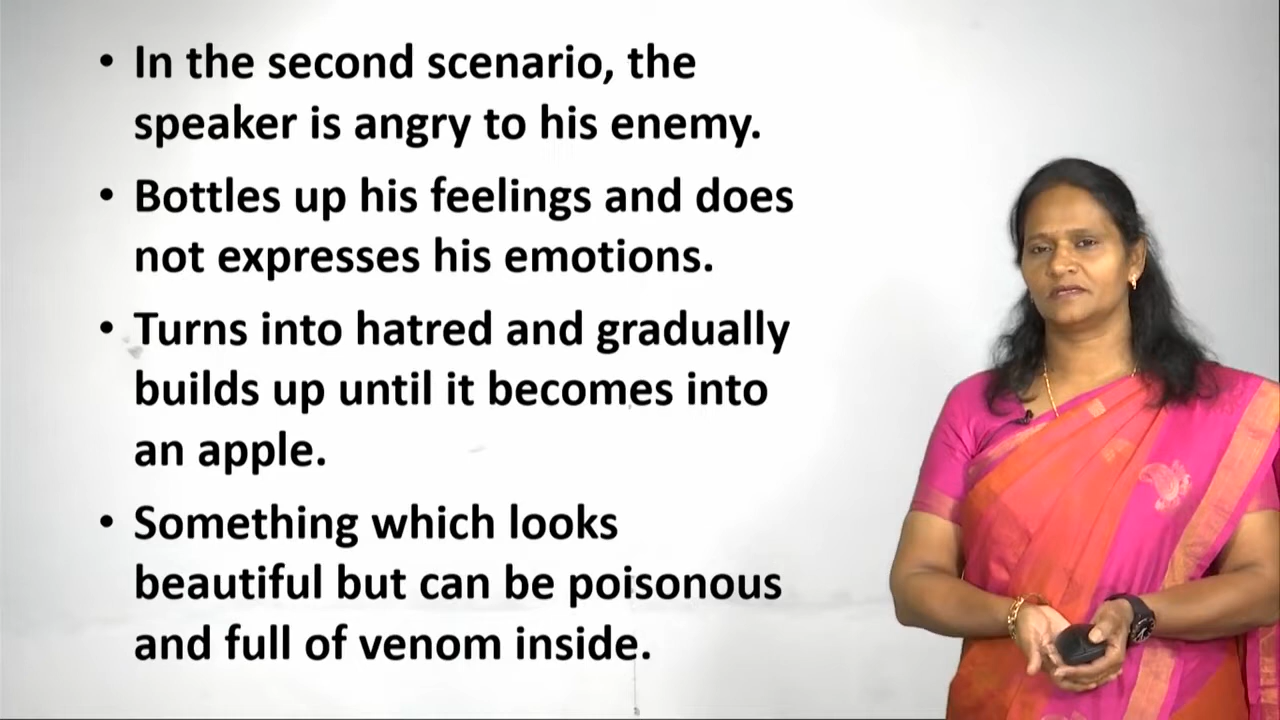 • In the second scenario, the
speaker is angry to his enemy.
• Bottles up his feelings and does
not expresses his emotions.
• Turns into hatred and gradually
builds up until it becomes into
an apple.
• Something which looks
beautiful but can be poisonous
and full of venom inside.